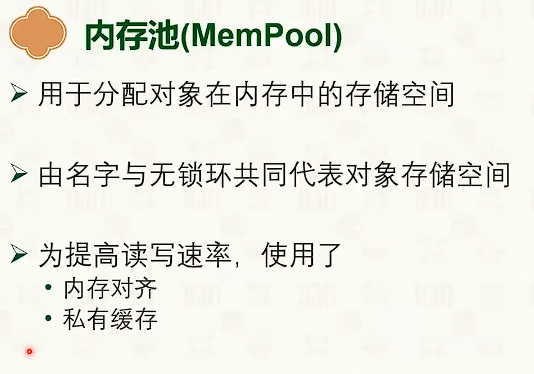 内存池(MemPool)
➢ 用于分配对象在内存中的存储空间
➢ 由名字与无锁环共同代表对象存储空间
➢ 为提高读写速率，使用了
• 内存对齐
• 私有缓存